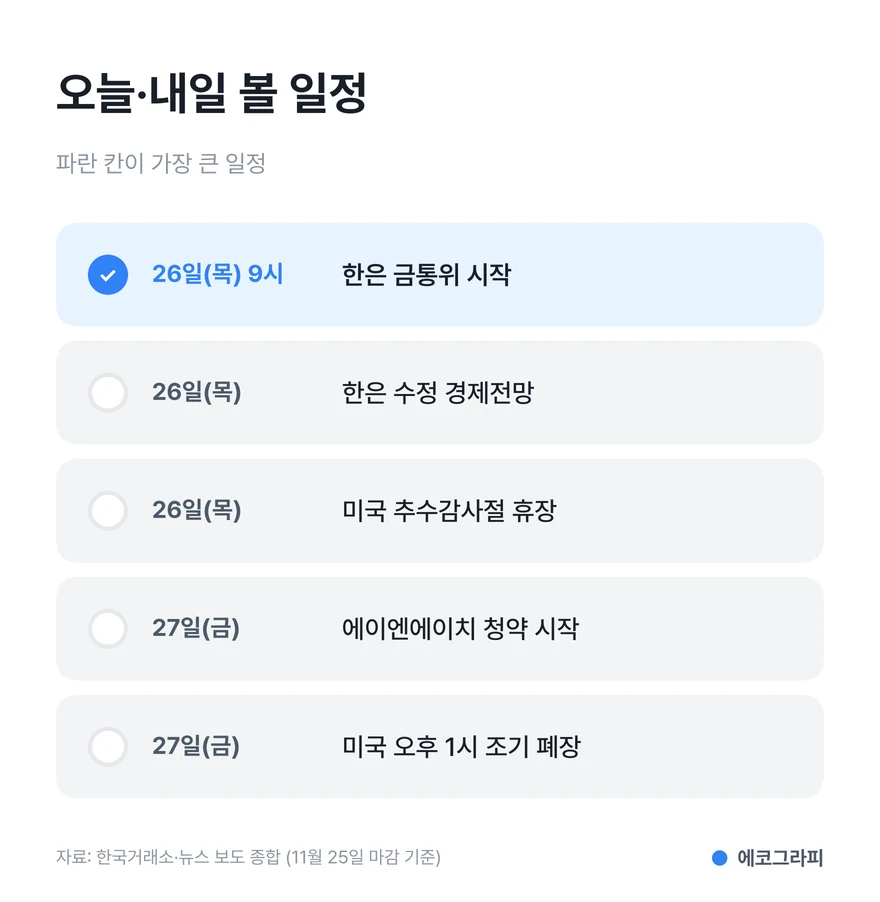 오늘·내일 볼 일정
파란 칸이 가장 큰 일정
26일(목) 9시 한은 금통위 시작
26일(목) 한은 수정 경제전망
26일(목) 미국 추수감사절 휴장
27일(금) 에이엔에이치 청약 시작
27일(금) 미국 오후 1시 조기 폐장
자료: 한국거래소·뉴스 보도 종합 (11월 25일 마감 기준)
에코그라피